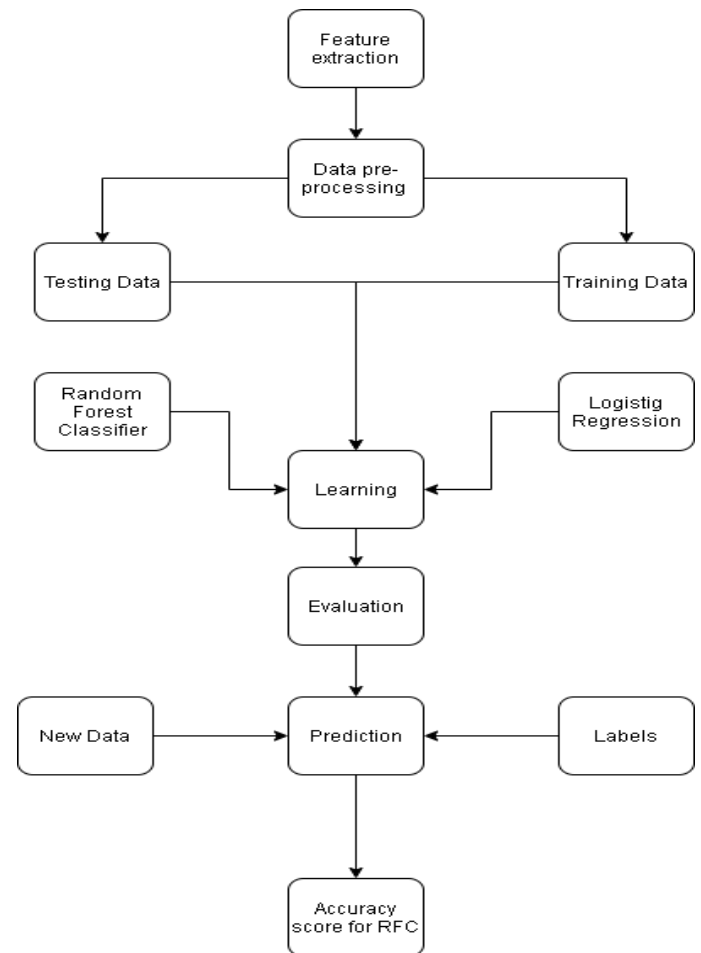 Feature
extraction
Data pre-
processing
Testing Data
Training Data
Random
Forest
Classifier
Logistig
Regression
Learning
Evaluation
New Data
Prediction
Labels
Accuracy
score for RFC